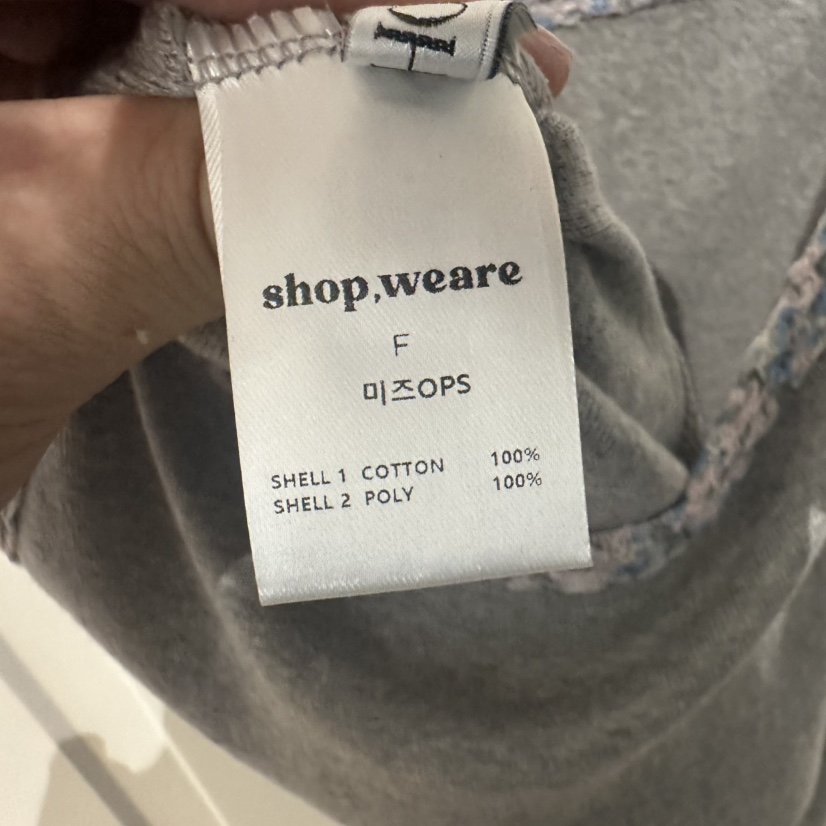 shop,weare
F
미즈OPS
SHELL 1 COTTON 100%
SHELL 2 POLY 100%